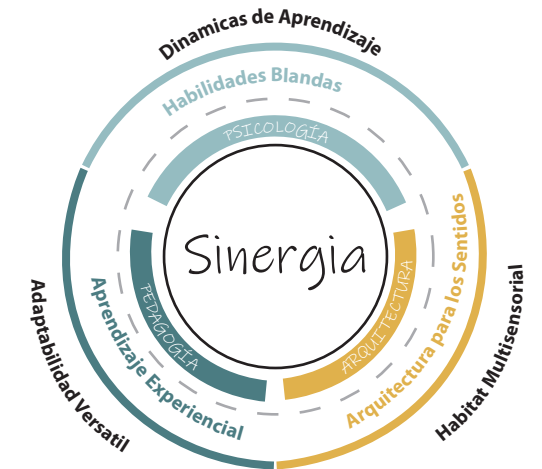 Dinamicas de Aprendizaje
Habilidades Blandas
PSICOLOGÍA
Sinergia
PEDAGOGÍA
ARQUITECTURA
Aprendizaje Experiencial
Arquitectura para los Sentidos
Adaptabilidad Versatil
Habitat Multisensorial